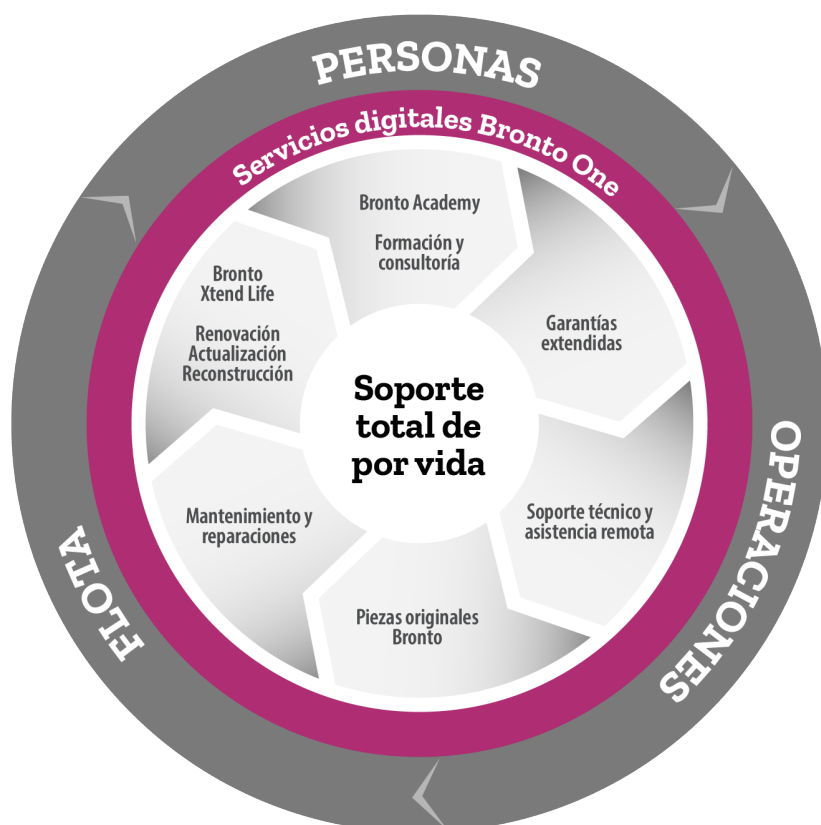 PERSONAS
Servicios digitales Bronto One
Bronto Academy
Formación y
consultoría
Garantías
extendidas
Soporte técnico y
asistencia remota
Piezas originales
Bronto
Mantenimiento y
reparaciones
Bronto
Xtend Life
Renovación
Actualización
Reconstrucción
Soporte
total de
por vida
OPERACIONES
FLOTA